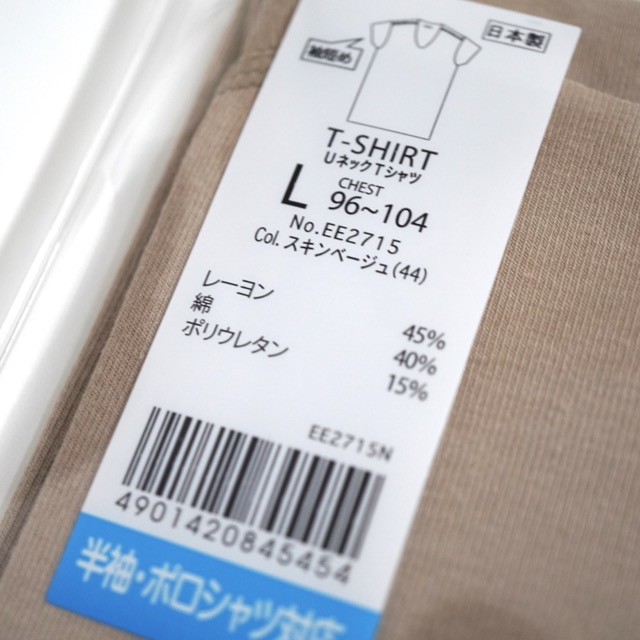 日本製
袖短め
T-SHIRT
UネックTシャツ
L CHEST 96~104
No.EE2715
Col.スキンベージュ(44)
レーヨン 45%
綿 40%
ポリウレタン 15%
EE2715N
4901420845454
半袖・ポロシャツ対応